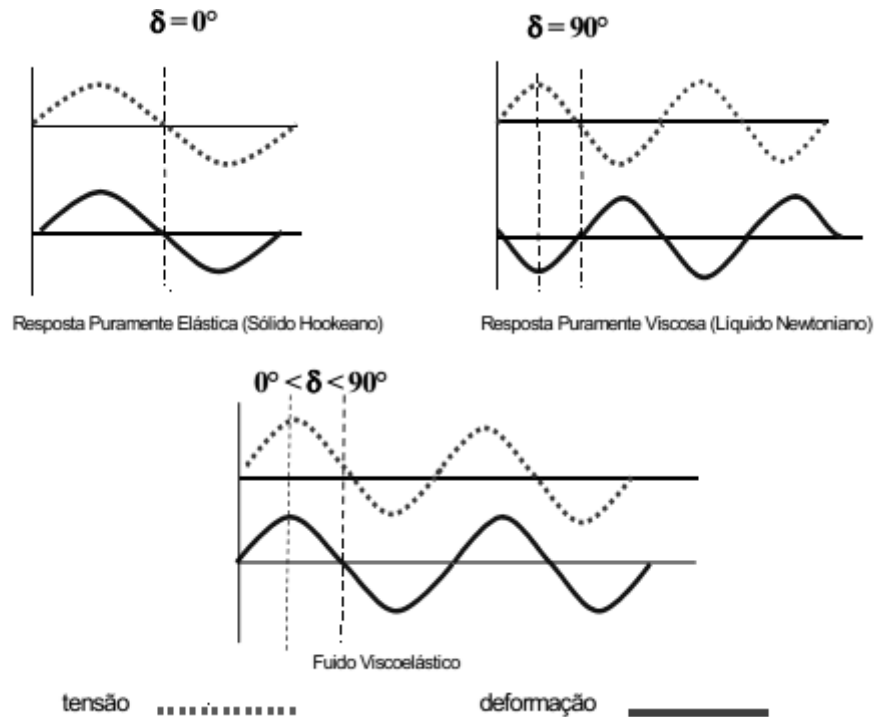 δ = 0°
δ = 90°
Resposta Puramente Elástica (Sólido Hookeano)
Resposta Puramente Viscosa (Líquido Newtoniano)
0° < δ < 90°
Fuido Viscoelástico
tensão
deformação